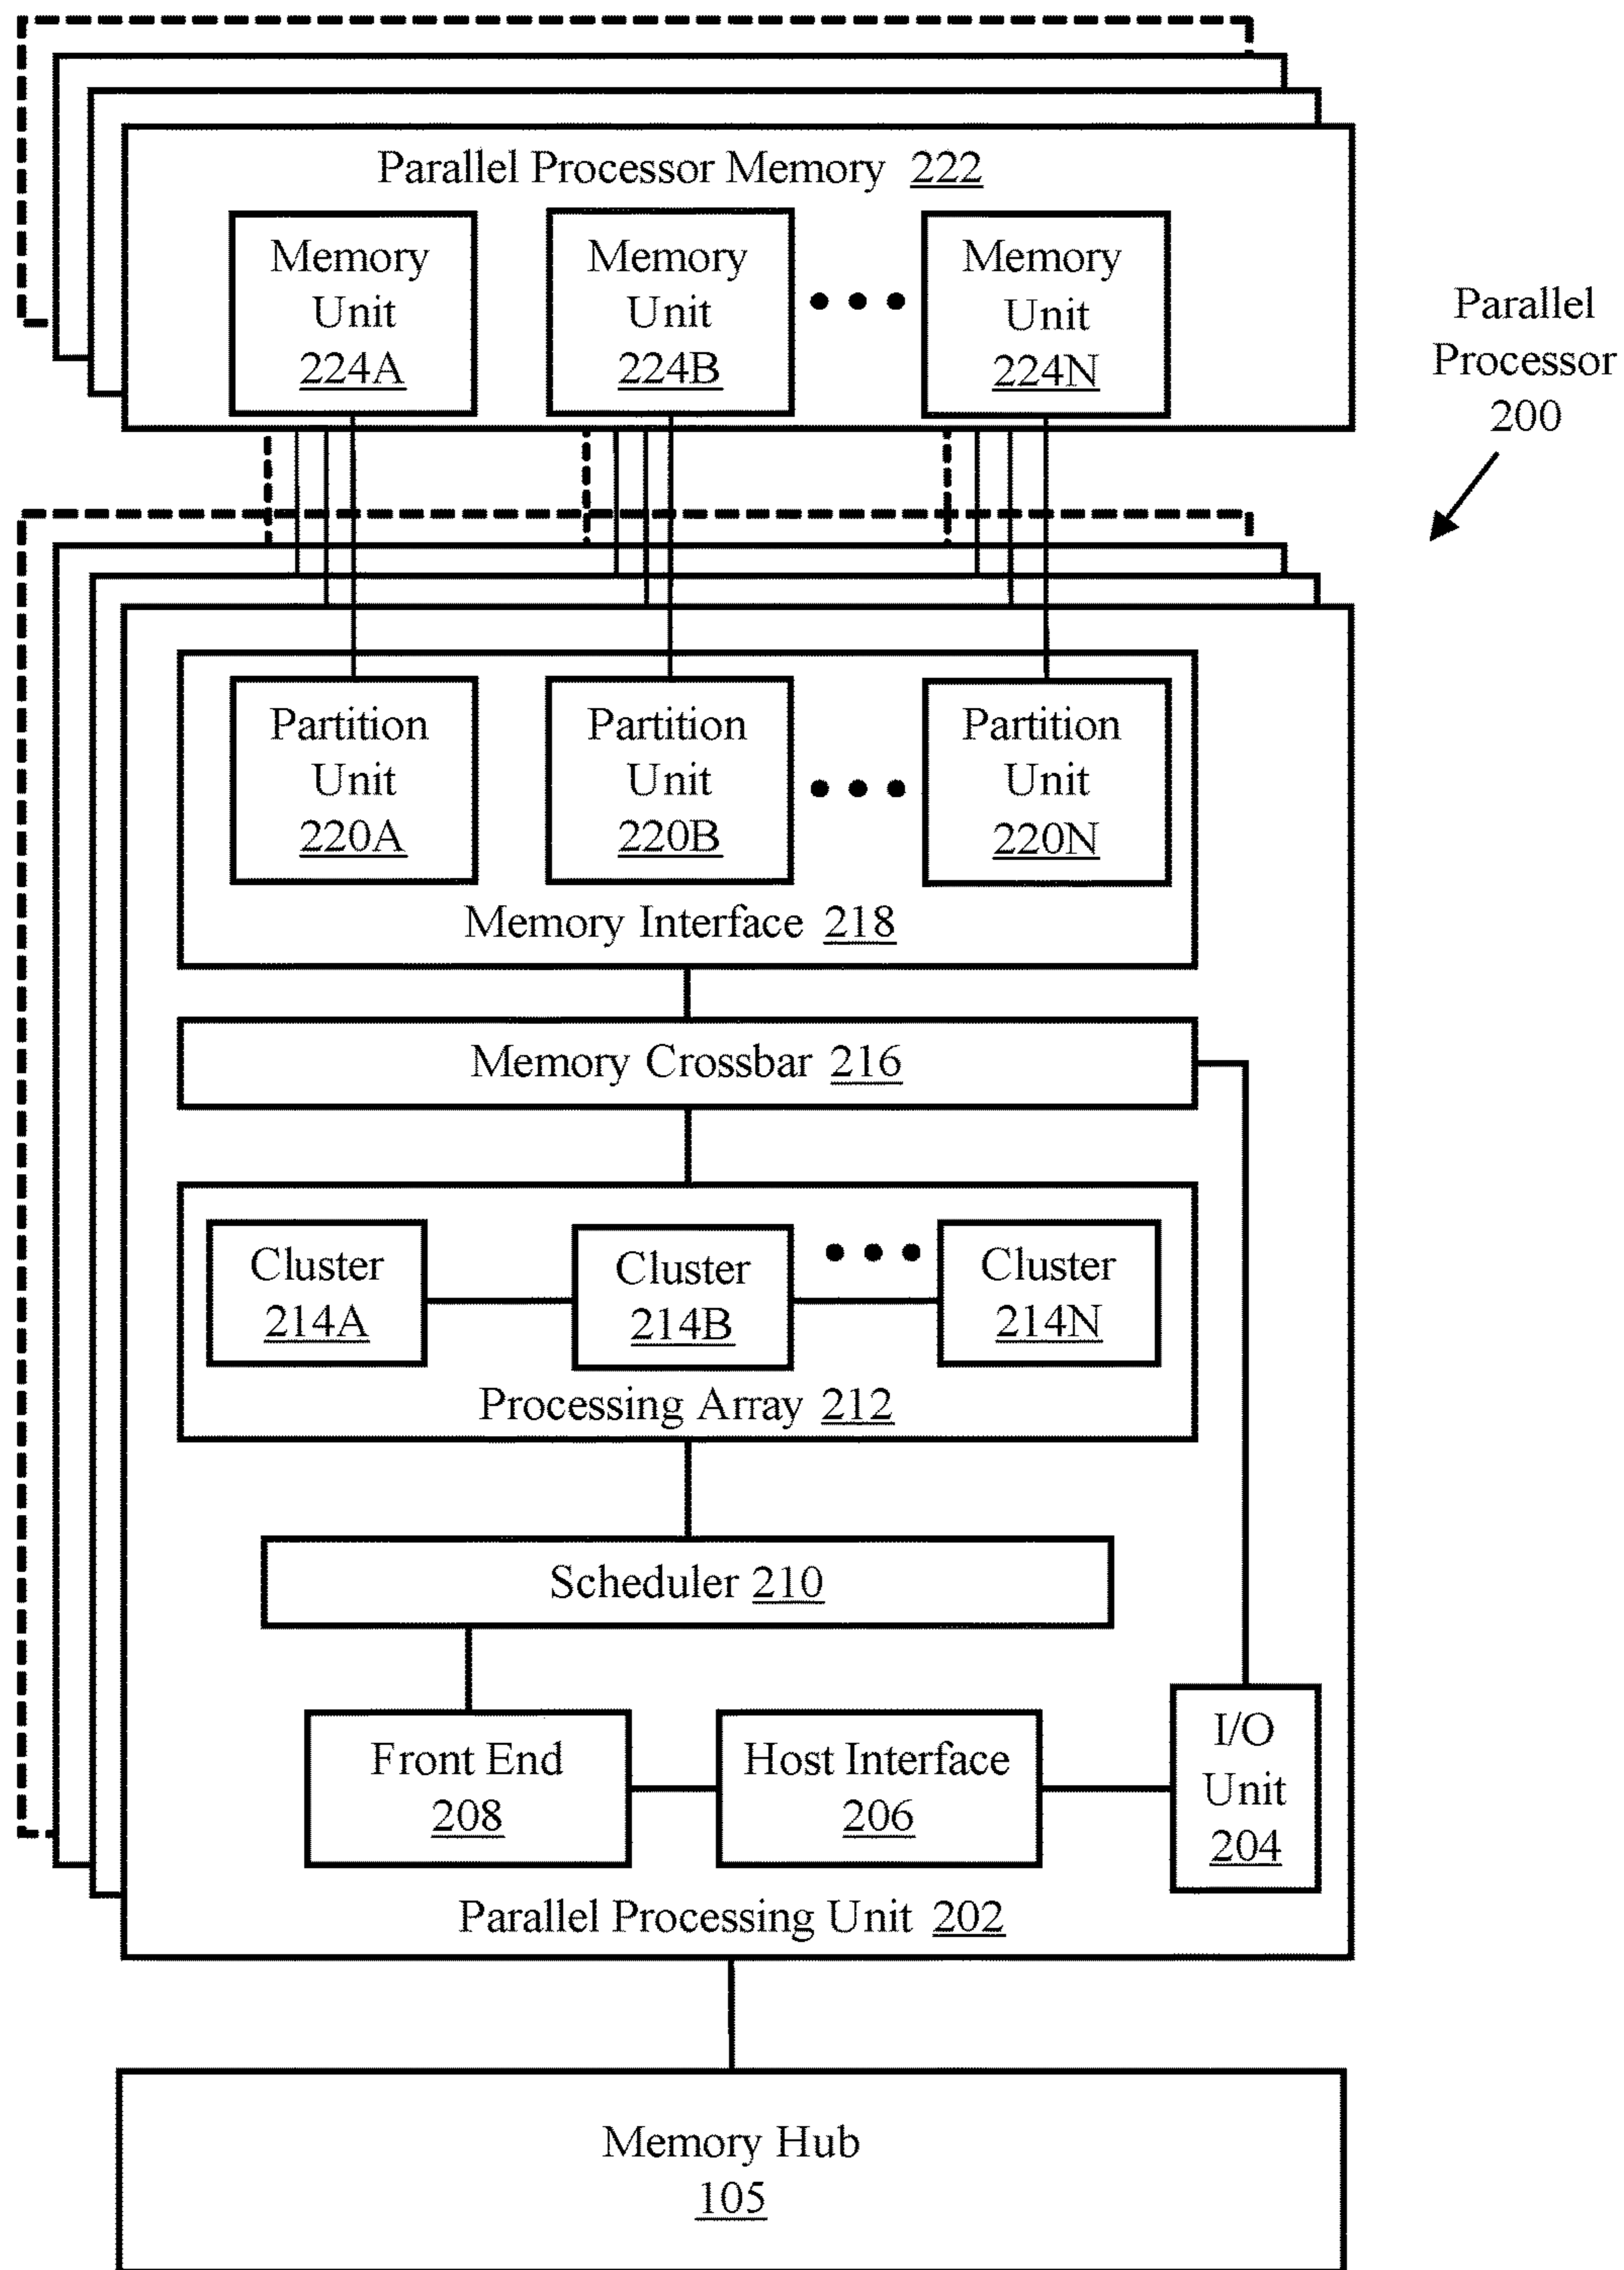 Parallel Processor Memory 222
Memory
Unit
224A
Memory
Unit
224B
Memory
Unit
224N
Parallel
Processor
200
Partition
Unit
220A
Partition
Unit
220B
Partition
Unit
220N
Memory Interface 218
Memory Crossbar 216
Cluster
214A
Cluster
214B
Cluster
214N
Processing Array 212
Scheduler 210
Front End
208
Host Interface
206
I/O
Unit
204
Parallel Processing Unit 202
Memory Hub
105